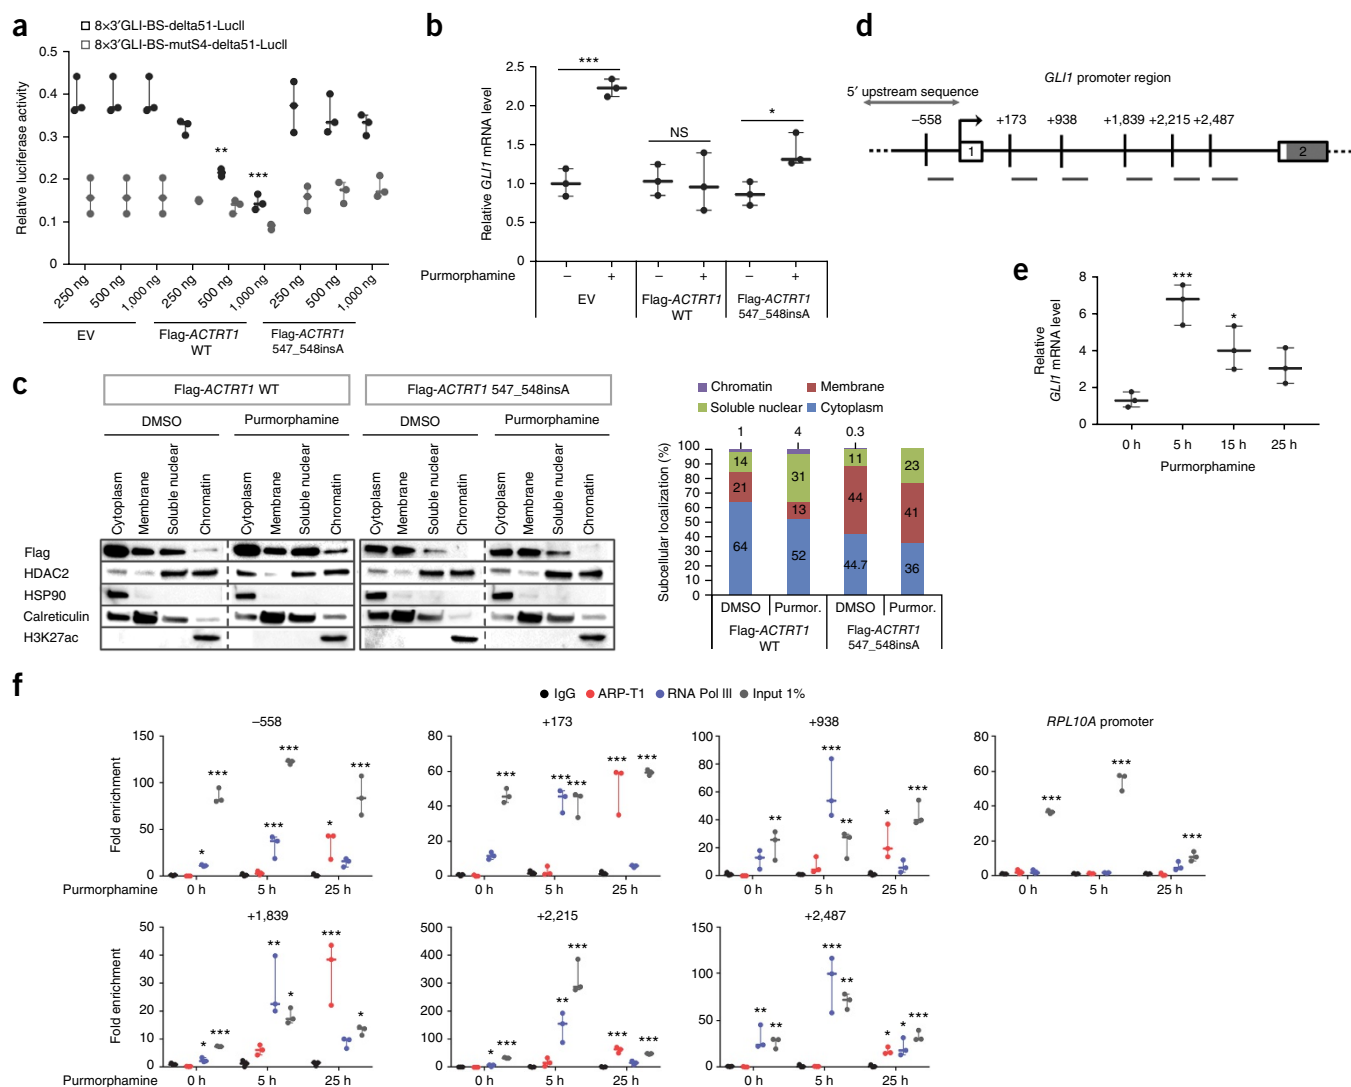 a
8×3′GLI-BS-delta51-LucII
8×3′GLI-BS-mutS4-delta51-LucII
Relative luciferase activity
0.5
0.4
0.3
0.2
0.1
0
**
***
250 ng
500 ng
1,000 ng
250 ng
500 ng
1,000 ng
250 ng
500 ng
1,000 ng
EV
Flag-ACTRT1
WT
Flag-ACTRT1
547_548insA
b
Relative GLI1 mRNA level
2.5
2.0
1.5
1.0
0.5
0
***
NS
*
Purmorphamine
–
+
–
+
–
+
EV
Flag-ACTRT1
WT
Flag-ACTRT1
547_548insA
d
GLI1 promoter region
5′ upstream sequence
–558
+173
+938
+1,839
+2,215
+2,487
1
2
e
Relative
GLI1 mRNA level
8
6
4
2
0
***
*
0 h
5 h
15 h
25 h
Purmorphamine
c
Flag-ACTRT1 WT
Flag-ACTRT1 547_548insA
DMSO
Purmorphamine
DMSO
Purmorphamine
Cytoplasm
Membrane
Soluble nuclear
Chromatin
Cytoplasm
Membrane
Soluble nuclear
Chromatin
Cytoplasm
Membrane
Soluble nuclear
Chromatin
Cytoplasm
Membrane
Soluble nuclear
Chromatin
Flag
HDAC2
HSP90
Calreticulin
H3K27ac
Chromatin
Membrane
Soluble nuclear
Cytoplasm
Subcellular localization (%)
100
90
80
70
60
50
40
30
20
10
0
1
4
0.3
14
21
64
31
13
52
11
44
44.7
23
41
36
DMSO
Purmor.
DMSO
Purmor.
Flag-ACTRT1
WT
Flag-ACTRT1
547_548insA
f
IgG
ARP-T1
RNA Pol III
Input 1%
–558
Fold enrichment
150
100
50
0
*
***
***
***
*
***
Purmorphamine
0 h
5 h
25 h
+173
80
60
40
20
0
***
***
***
***
***
0 h
5 h
25 h
+938
100
80
60
40
20
0
**
***
**
*
***
0 h
5 h
25 h
RPL10A promoter
80
60
40
20
0
***
***
***
0 h
5 h
25 h
+1,839
Fold enrichment
50
40
30
20
10
0
*
***
**
*
***
*
Purmorphamine
0 h
5 h
25 h
+2,215
500
400
300
200
100
0
*
***
**
***
***
***
0 h
5 h
25 h
+2,487
150
100
50
0
**
**
***
**
*
*
***
0 h
5 h
25 h